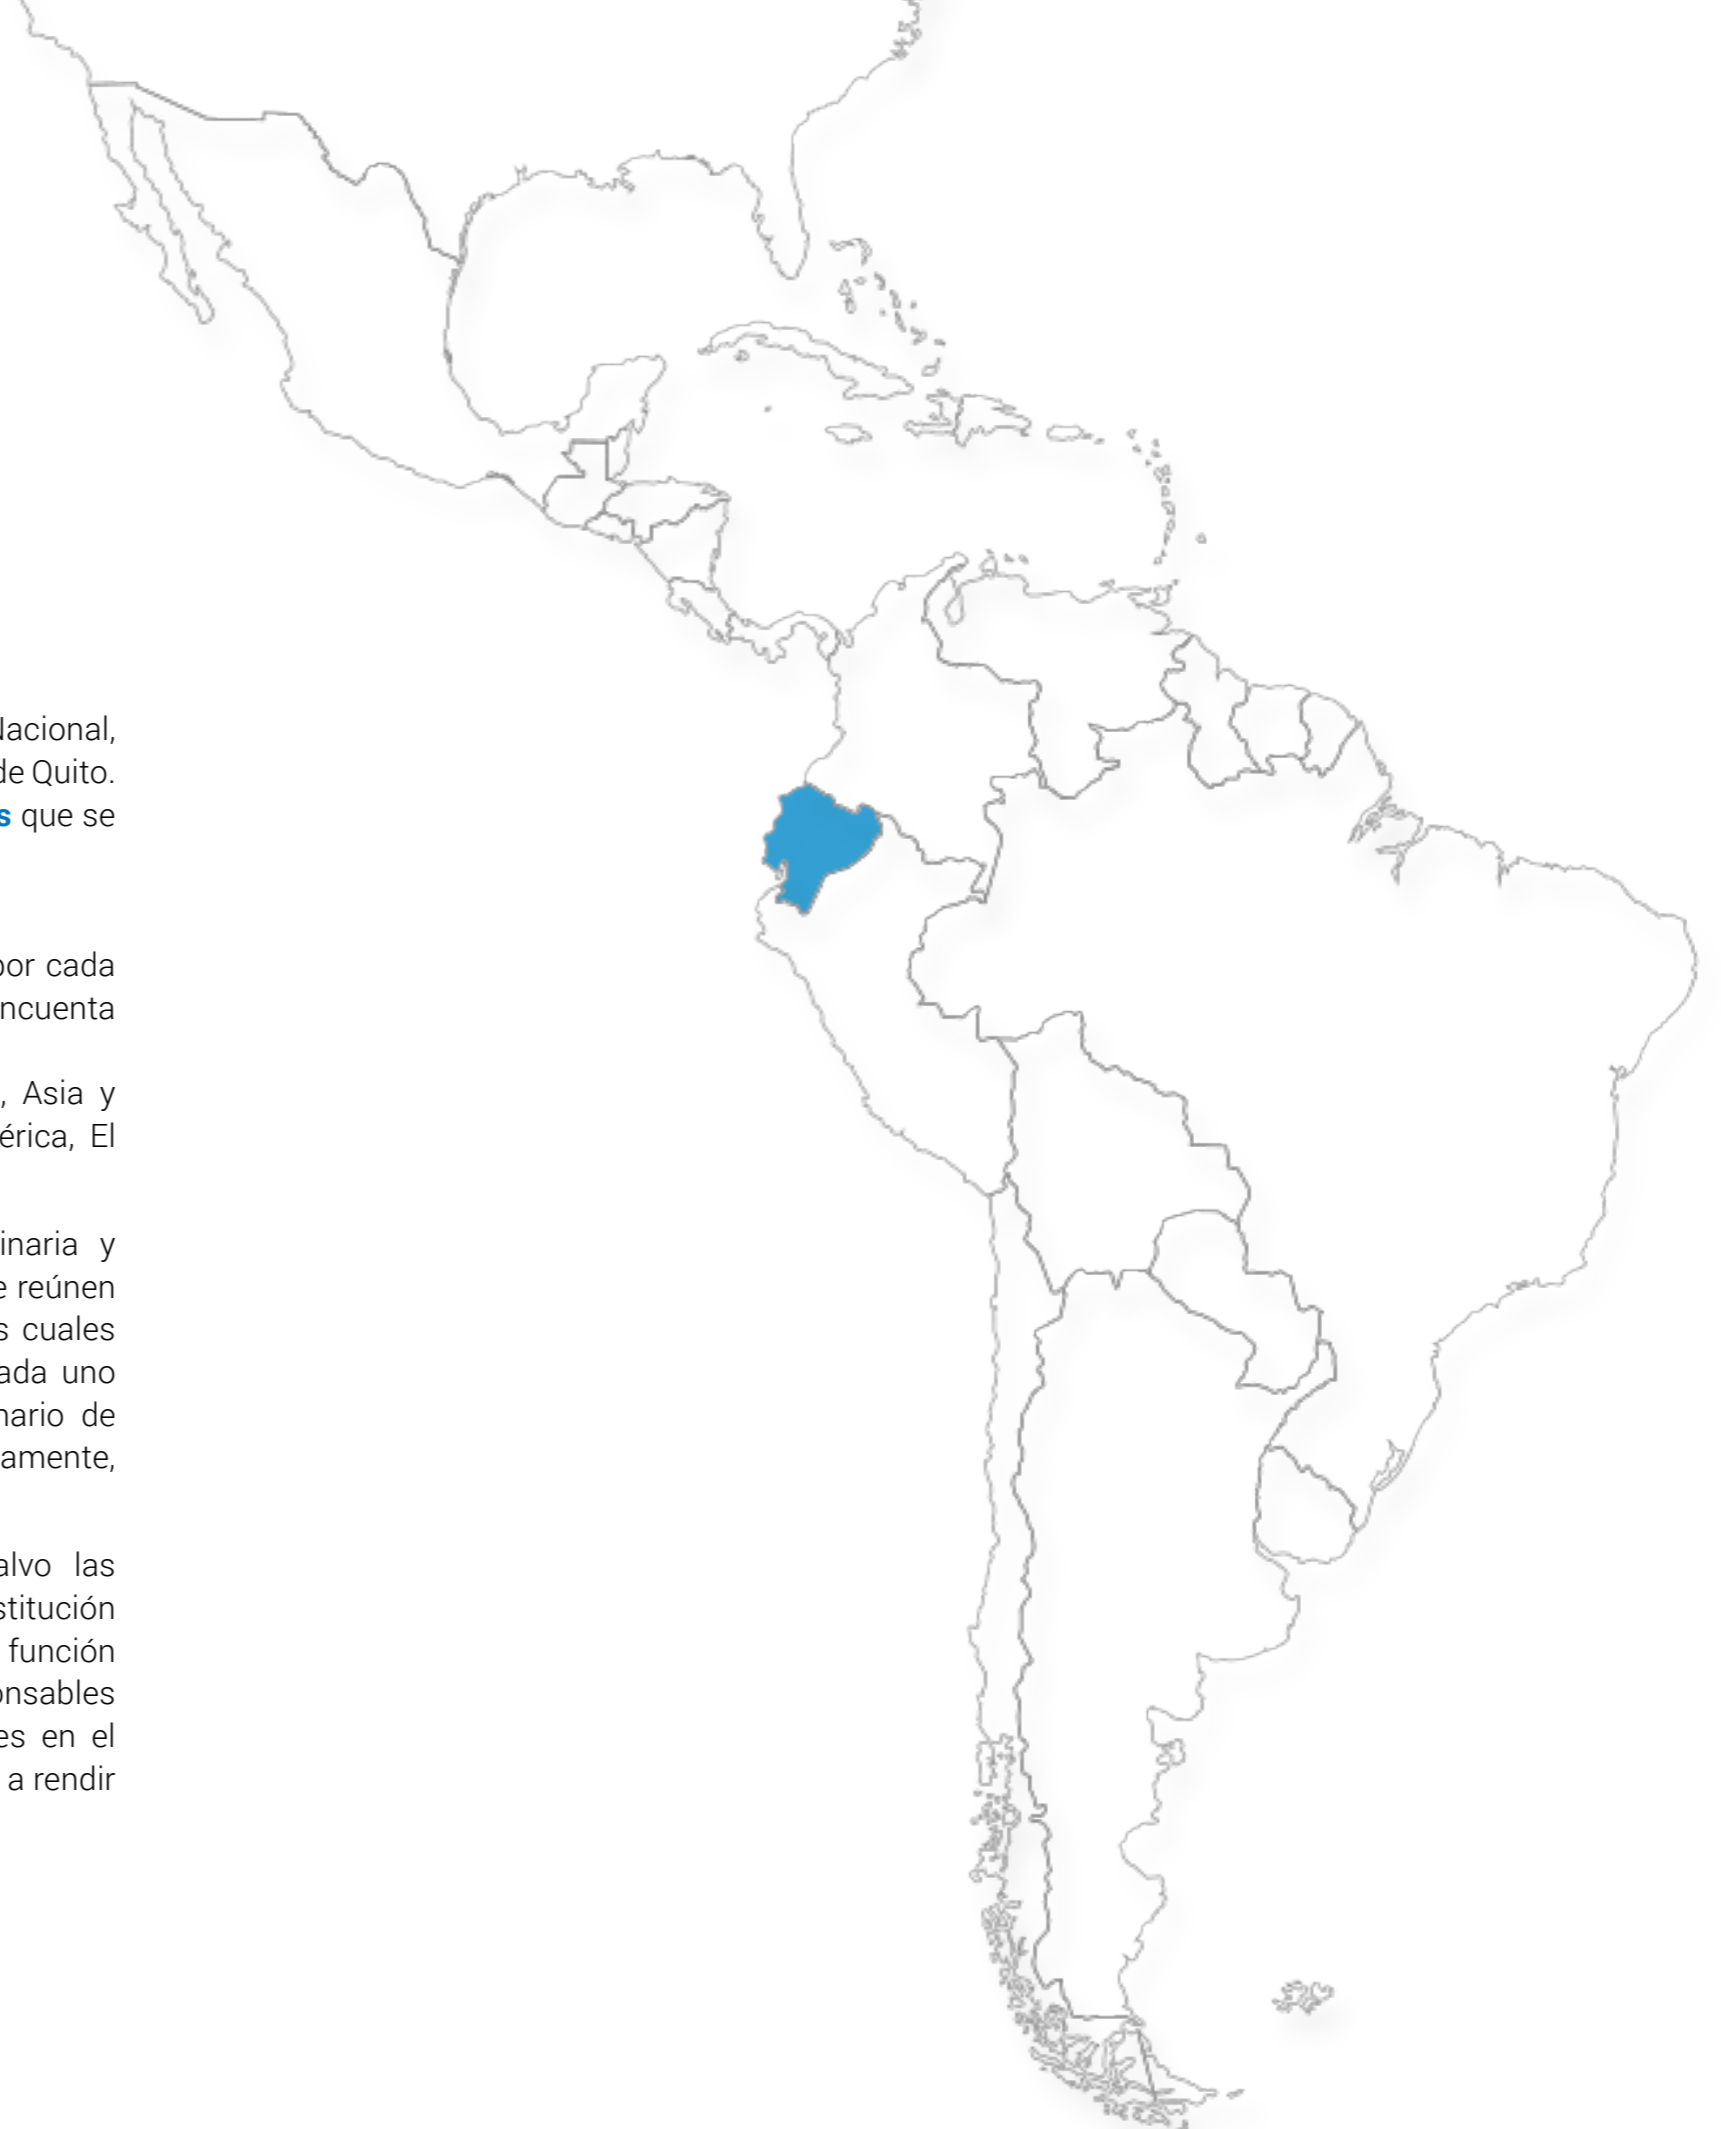 Nacional,
de Quito.
s que se
por cada
ncuenta
, Asia y
érica, El
inaria y
e reúnen
s cuales
ada uno
nario de
amente,
alvo las
stitución
función
onsables
es en el
a rendir